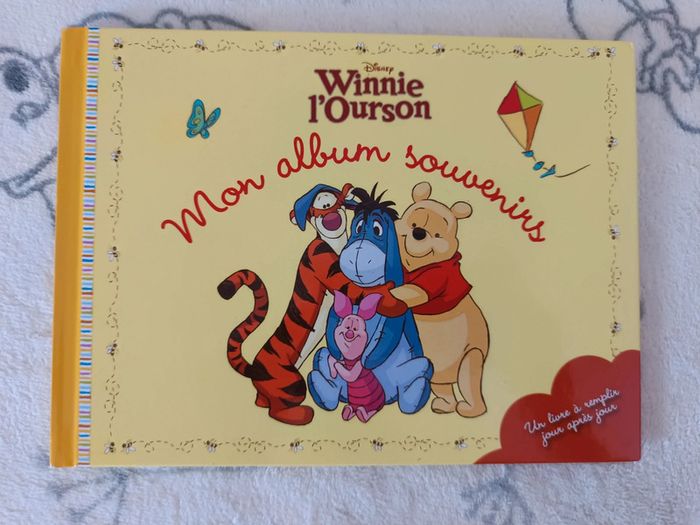 Disney
Winnie
l'Ourson
Mon album souvenirs
Un livre à remplir
jour après jour